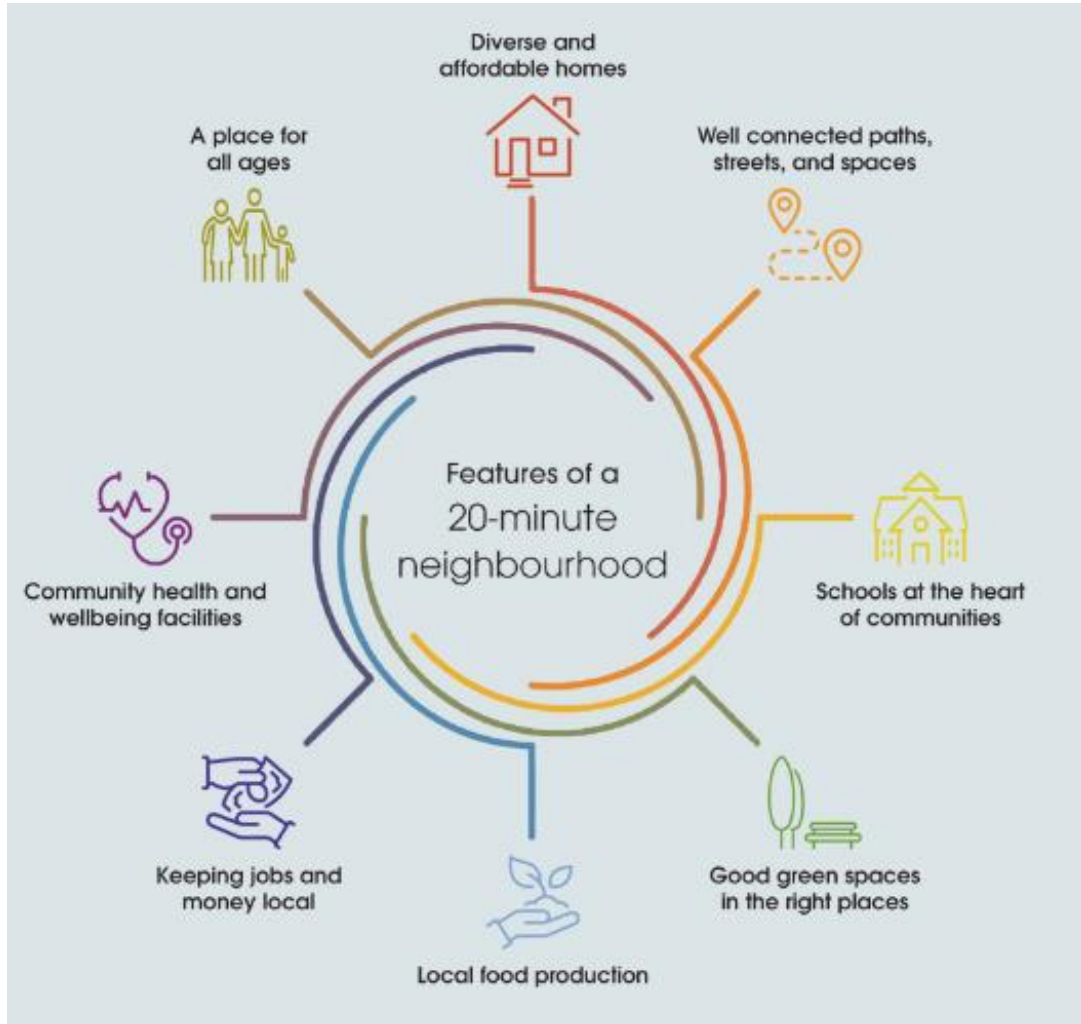 Diverse and
affordable homes
A place for
all ages
Well connected paths,
streets, and spaces
Features of a
20-minute
neighbourhood
Community health and
wellbeing facilities
Schools at the heart
of communities
Keeping jobs and
money local
Good green spaces
in the right places
Local food production